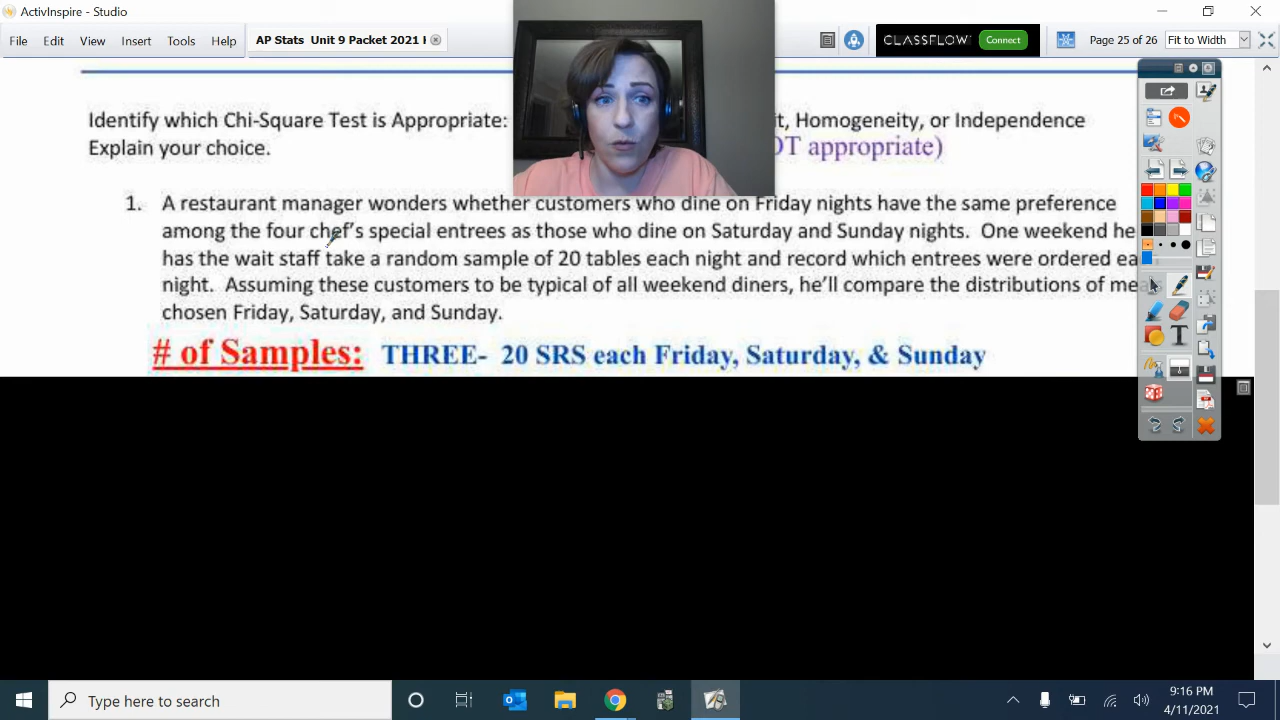 ActivInspire - Studio
File Edit View Insert Tools Help AP Stats Unit 9 Packet 2021 CLASSFLOW Connect Page 25 of 26 Fit to Width
Identify which Chi-Square Test is Appropriate: Homogeneity, or Independence
Explain your choice. appropriate)
1. A restaurant manager wonders whether customers who dine on Friday nights have the same preference
among the four chef's special entrees as those who dine on Saturday and Sunday nights. One weekend he
has the wait staff take a random sample of 20 tables each night and record which entrees were ordered
night. Assuming these customers to be typical of all weekend diners, he'll compare the distributions of
chosen Friday, Saturday, and Sunday.
# of Samples: THREE- 20 SRS each Friday, Saturday, & Sunday
Type here to search
9:16 PM
4/11/2021